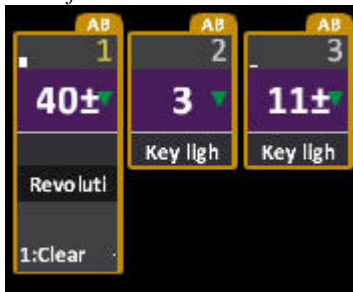 AB AB AB
1 2 3
40± 3 11±
Key ligh Key ligh
Revoluti
1:Clear